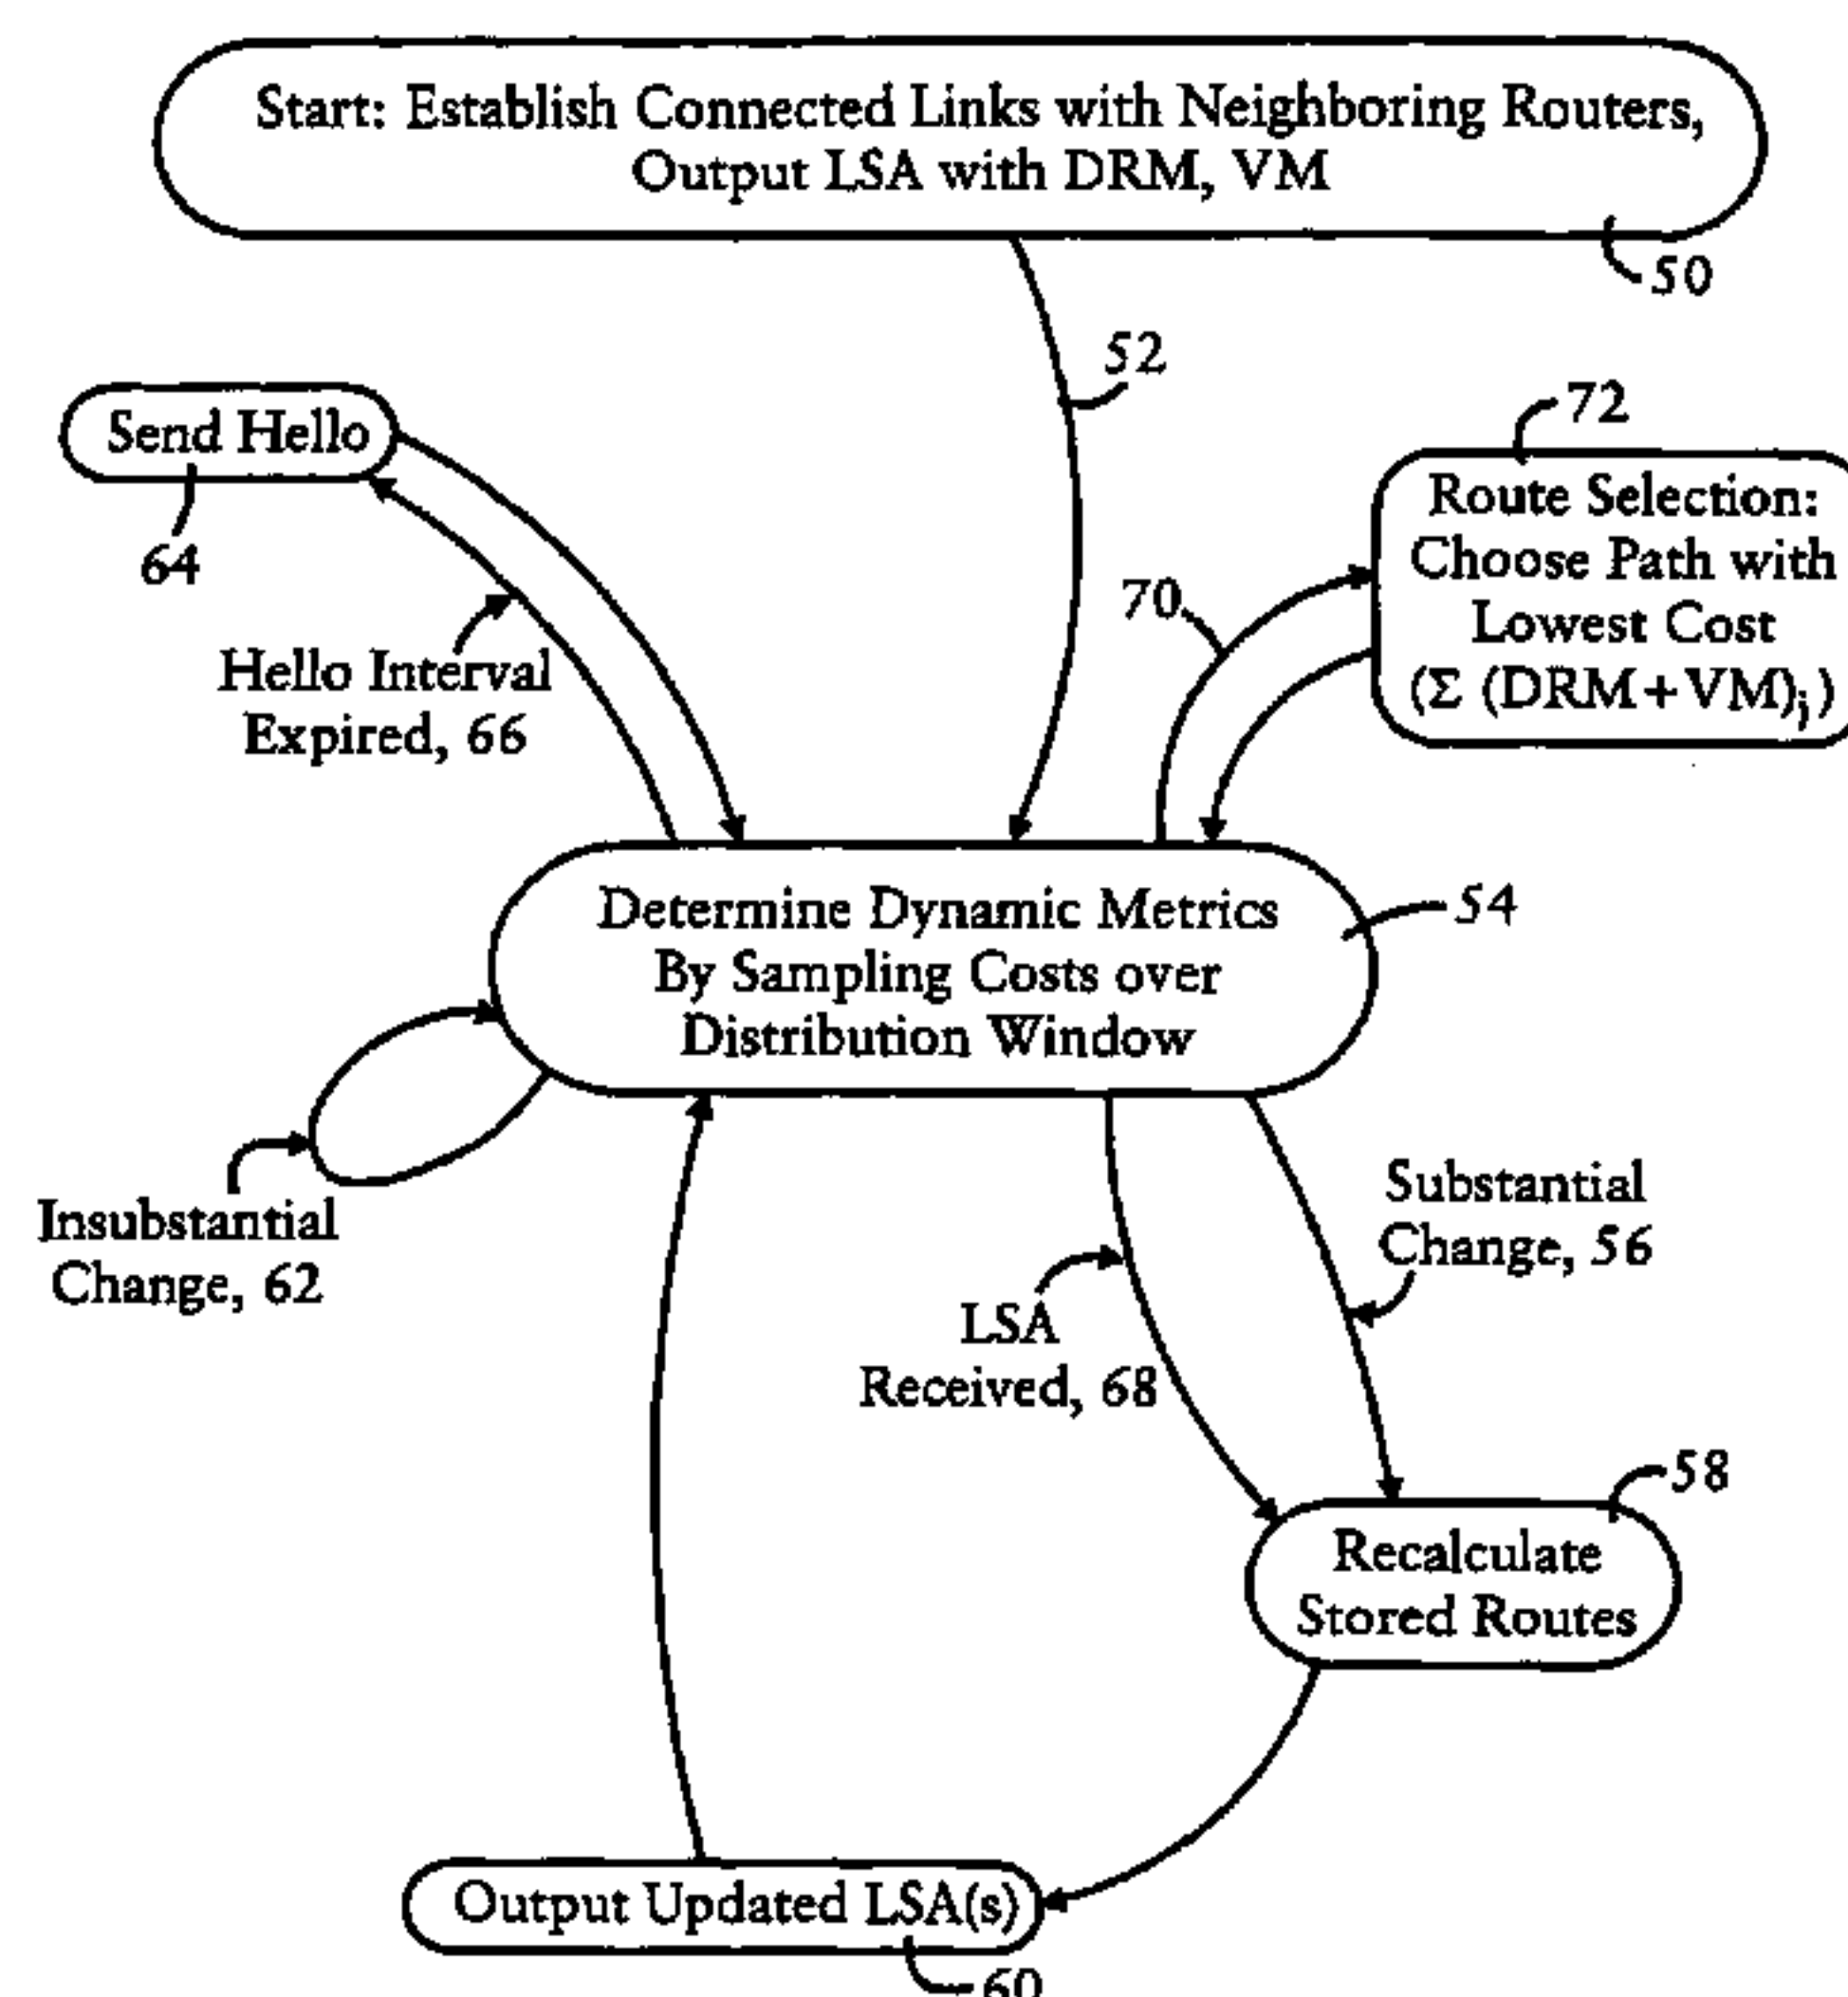 Start: Establish Connected Links with Neighboring Routers,
Output LSA with DRM, VM
50
52
Send Hello
64
72
Route Selection:
Choose Path with
Lowest Cost
(Σ (DRM+VM)j)
70
Hello Interval
Expired, 66
Determine Dynamic Metrics
By Sampling Costs over
Distribution Window
54
Insubstantial
Change, 62
Substantial
Change, 56
LSA
Received, 68
58
Recalculate
Stored Routes
Output Updated LSA(s)
60